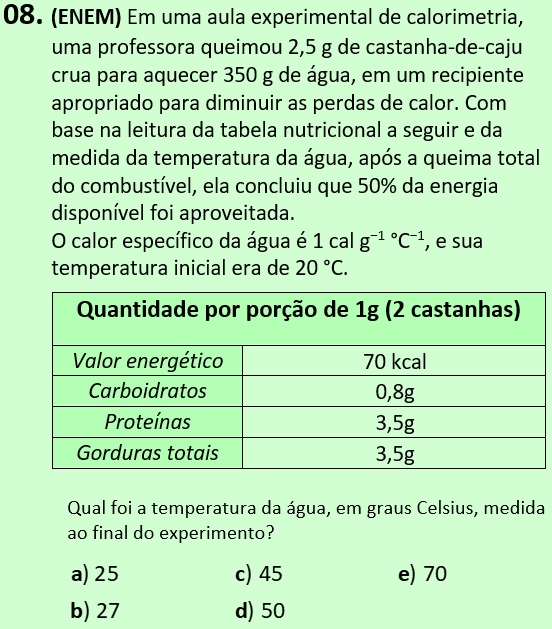 08. (ENEM) Em uma aula experimental de calorimetria,
uma professora queimou 2,5 g de castanha-de-caju
crua para aquecer 350 g de água, em um recipiente
apropriado para diminuir as perdas de calor. Com
base na leitura da tabela nutricional a seguir e da
medida da temperatura da água, após a queima total
do combustível, ela concluiu que 50% da energia
disponível foi aproveitada.
O calor específico da água é 1 cal g⁻¹ °C⁻¹, e sua
temperatura inicial era de 20 °C.
Quantidade por porção de 1g (2 castanhas)
Valor energético 70 kcal
Carboidratos 0,8g
Proteínas 3,5g
Gorduras totais 3,5g
Qual foi a temperatura da água, em graus Celsius, medida
ao final do experimento?
a) 25 c) 45 e) 70
b) 27 d) 50